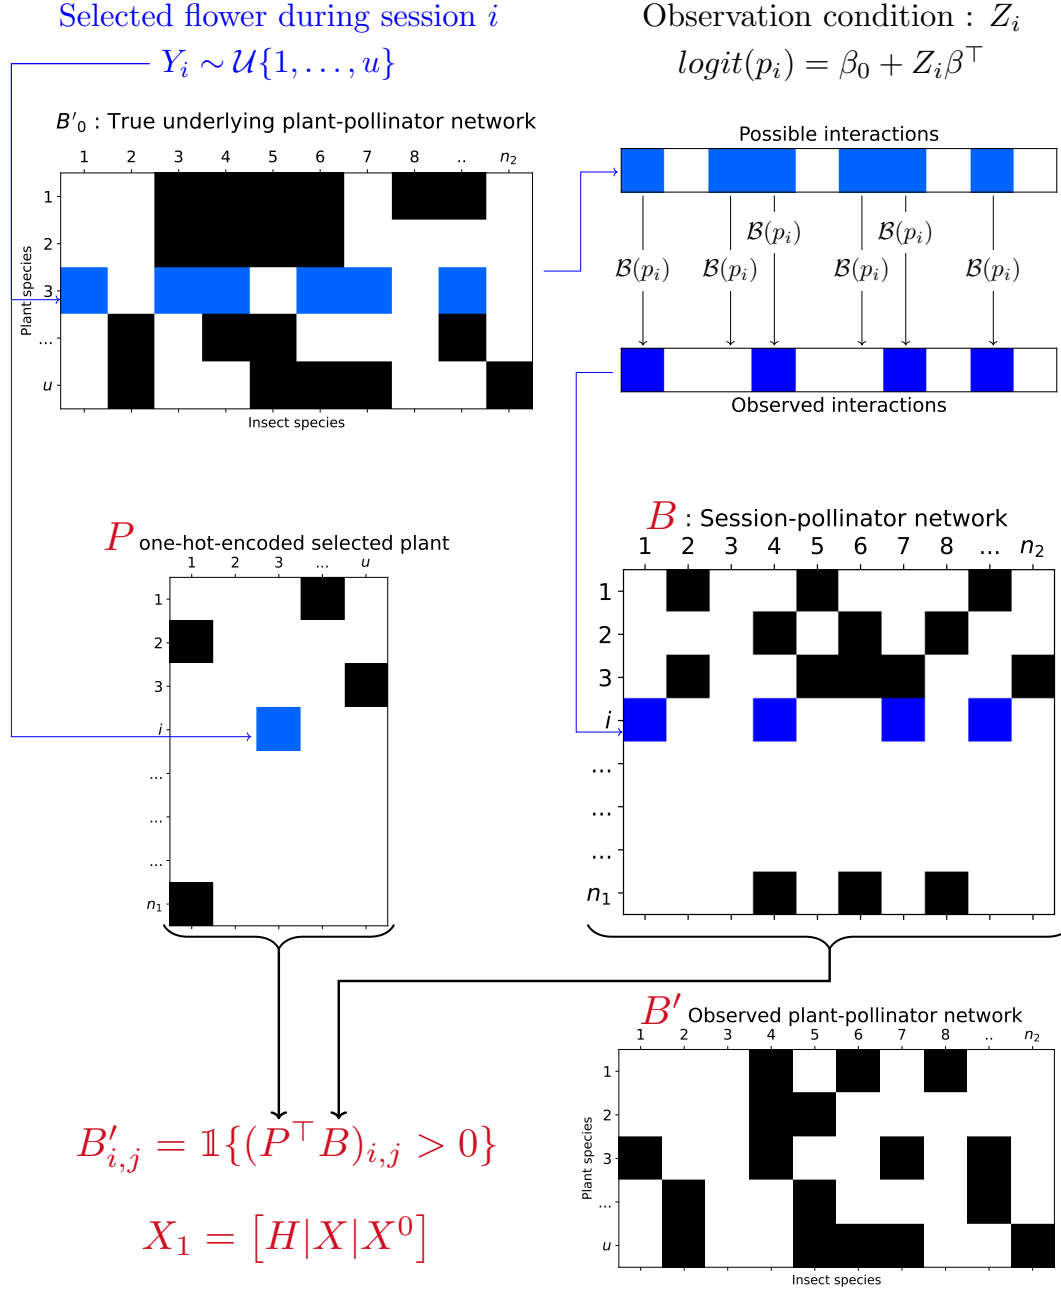 Selected flower during session i
Y_i ∼ 𝒰{1, …, u}
Observation condition : Z_i
logit(p_i) = β_0 + Z_iβ^⊤
B'_0 : True underlying plant-pollinator network
1 2 3 4 5 6 7 8 .. n_2
1
2
3
...
u
Plant species
Insect species
Possible interactions
ℬ(p_i) ℬ(p_i)
ℬ(p_i) ℬ(p_i) ℬ(p_i) ℬ(p_i)
Observed interactions
P one-hot-encoded selected plant
1 2 3 ... u
1
2
3
i
...
...
...
n_1
B : Session-pollinator network
1 2 3 4 5 6 7 8 ... n_2
1
2
3
i
...
...
...
n_1
B'_{i,j} = 𝟙{(P^⊤B)_{i,j} > 0}
X_1 = [H|X|X^0]
B' Observed plant-pollinator network
1 2 3 4 5 6 7 8 .. n_2
1
2
3
...
u
Plant species
Insect species